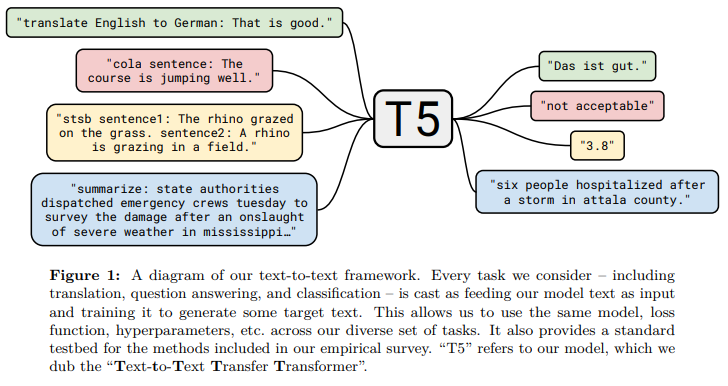 "translate English to German: That is good."
"cola sentence: The
course is jumping well."
"stsb sentence1: The rhino grazed
on the grass. sentence2: A rhino
is grazing in a field."
"summarize: state authorities
dispatched emergency crews tuesday to
survey the damage after an onslaught
of severe weather in mississippi…"
T5
"Das ist gut."
"not acceptable"
"3.8"
"six people hospitalized after
a storm in attala county."
Figure 1: A diagram of our text-to-text framework. Every task we consider – including
translation, question answering, and classification – is cast as feeding our model text as input
and training it to generate some target text. This allows us to use the same model, loss
function, hyperparameters, etc. across our diverse set of tasks. It also provides a standard
testbed for the methods included in our empirical survey. “T5” refers to our model, which we
dub the “Text-to-Text Transfer Transformer”.